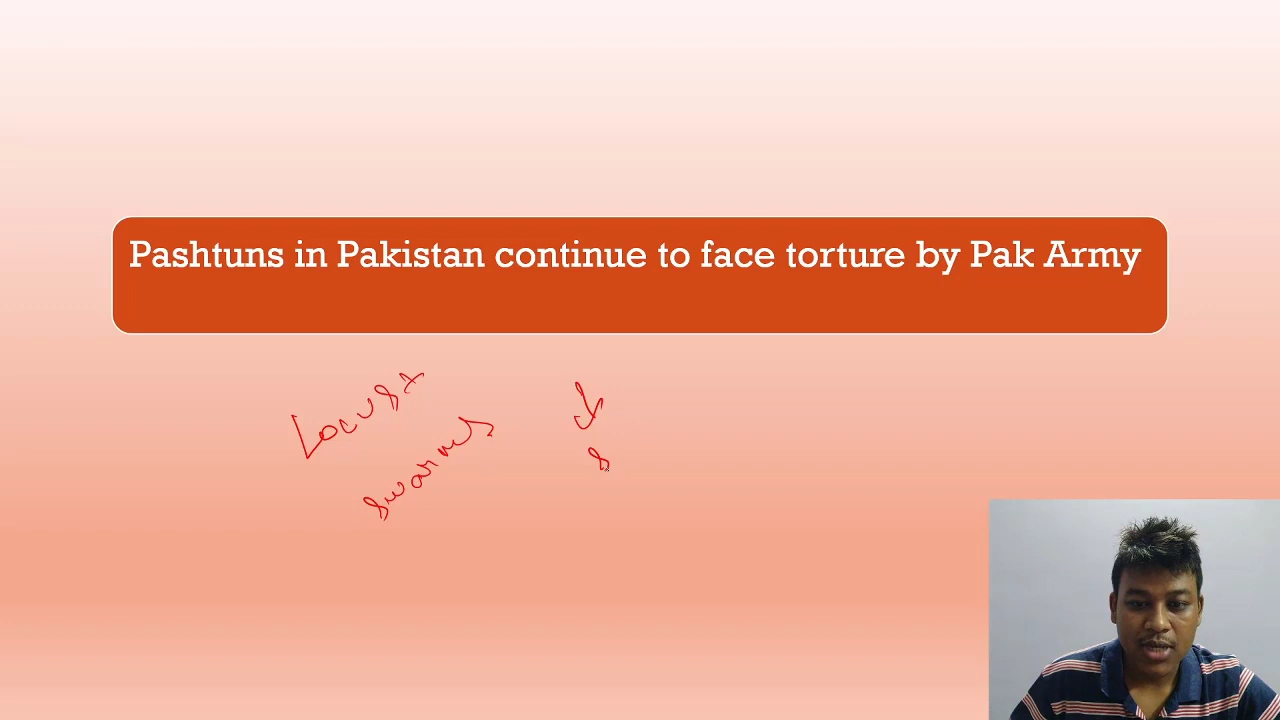 Pashtuns in Pakistan continue to face torture by Pak Army
Locust
swarms